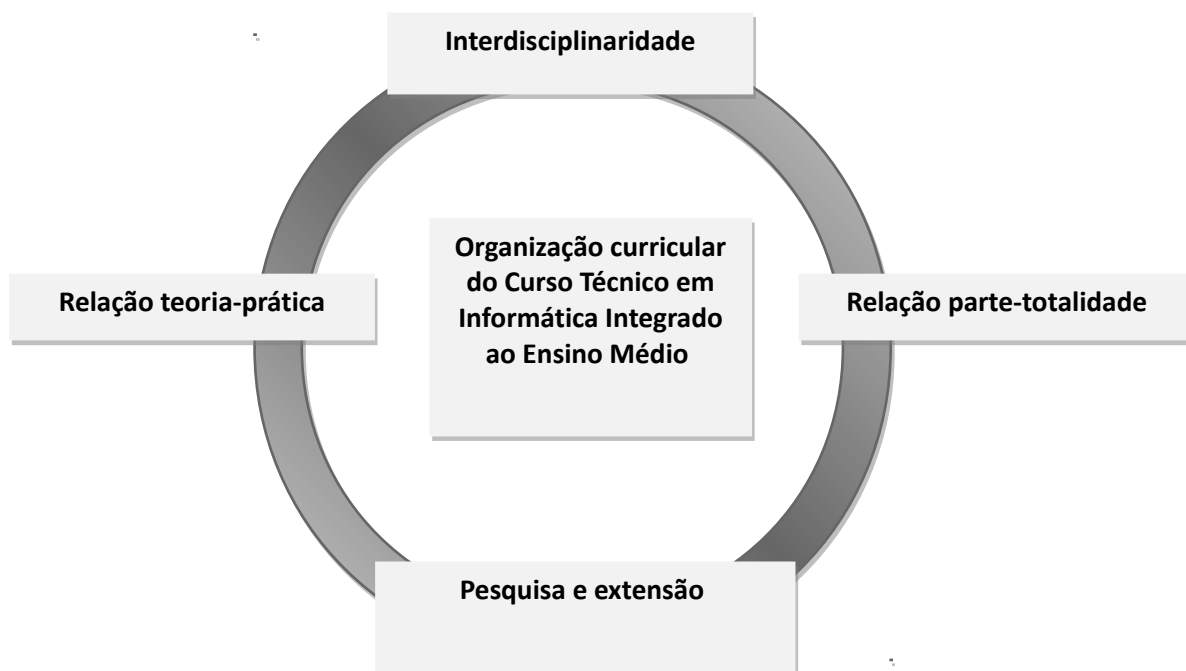 Interdisciplinaridade
Organização curricular
do Curso Técnico em
Informática Integrado
ao Ensino Médio
Relação teoria-prática
Relação parte-totalidade
Pesquisa e extensão